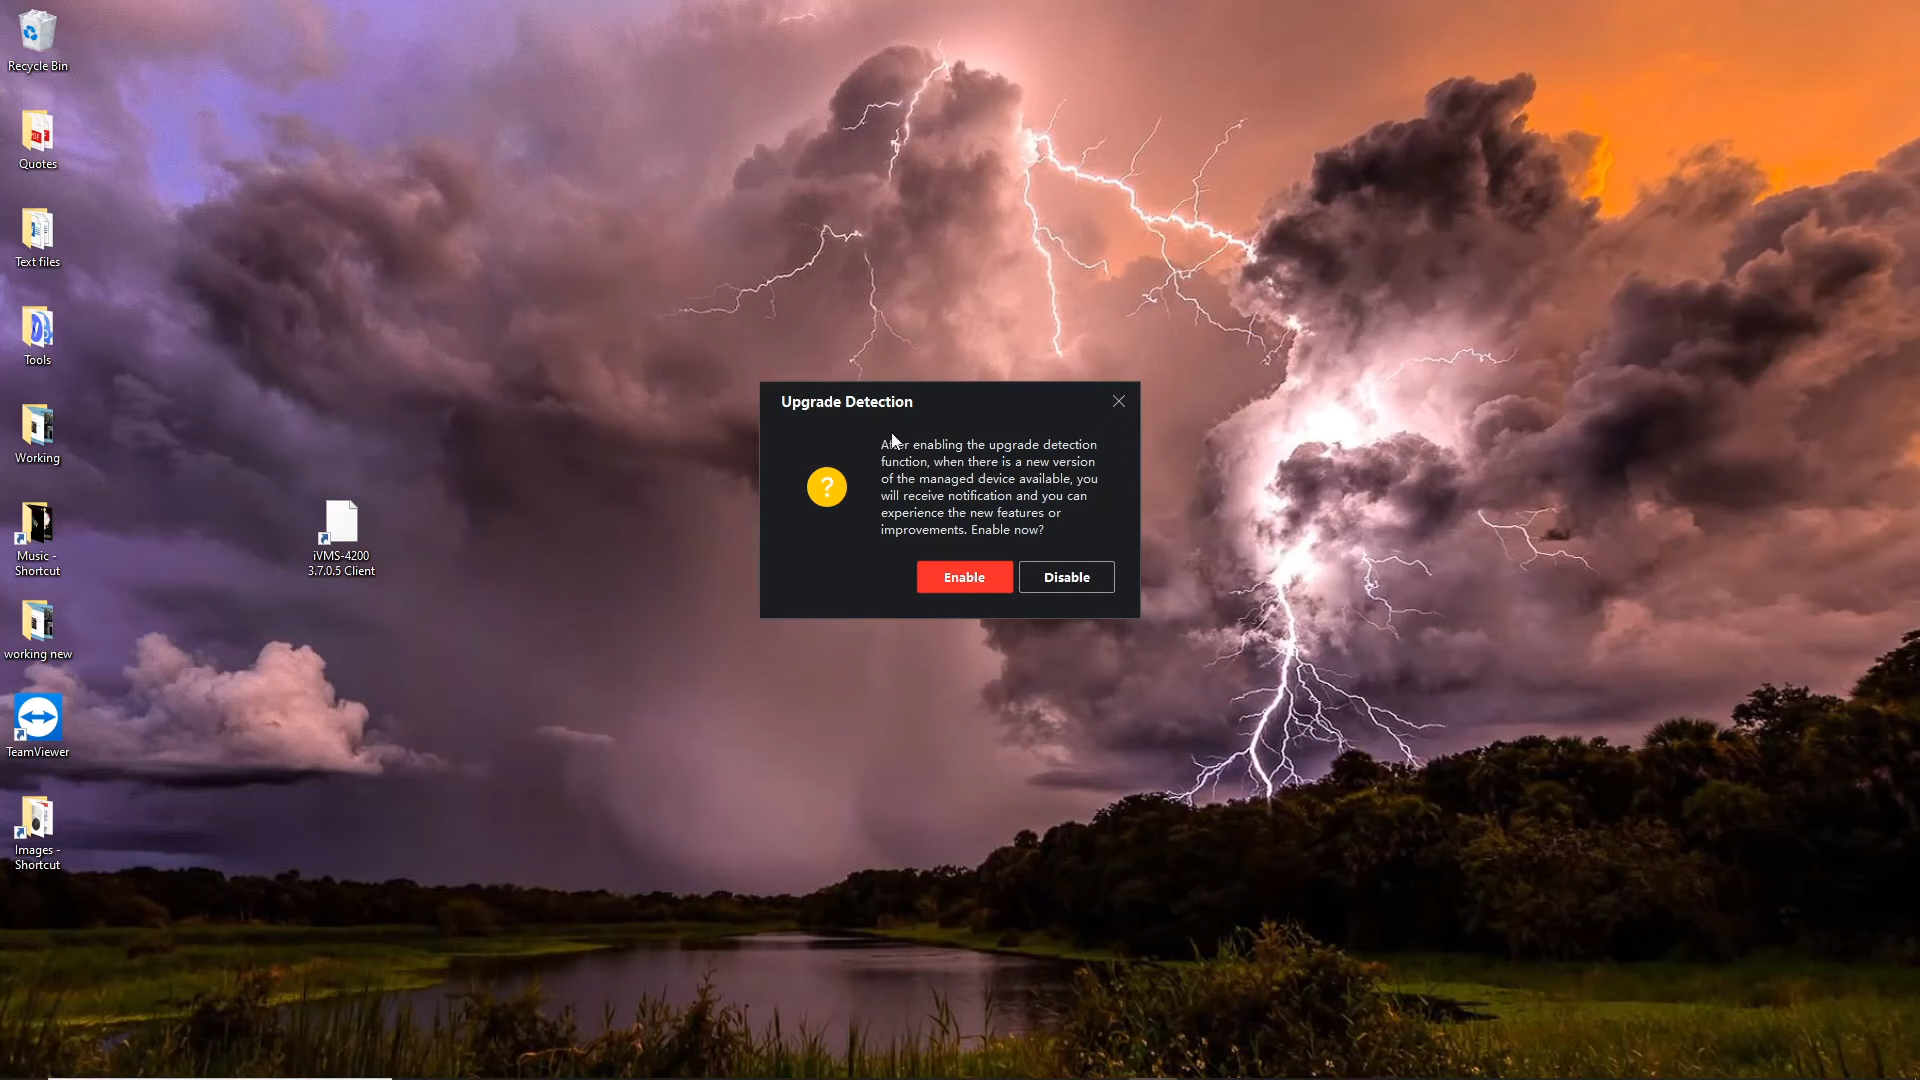 Recycle Bin
Quotes
Text files
Tools
Working
Music -
Shortcut
working new
TeamViewer
Images -
Shortcut
iVMS-4200
3.7.0.5 Client
Upgrade Detection
After enabling the upgrade detection
function, when there is a new version
of the managed device available, you
will receive notification and you can
experience the new features or
improvements. Enable now?
?
Enable
Disable